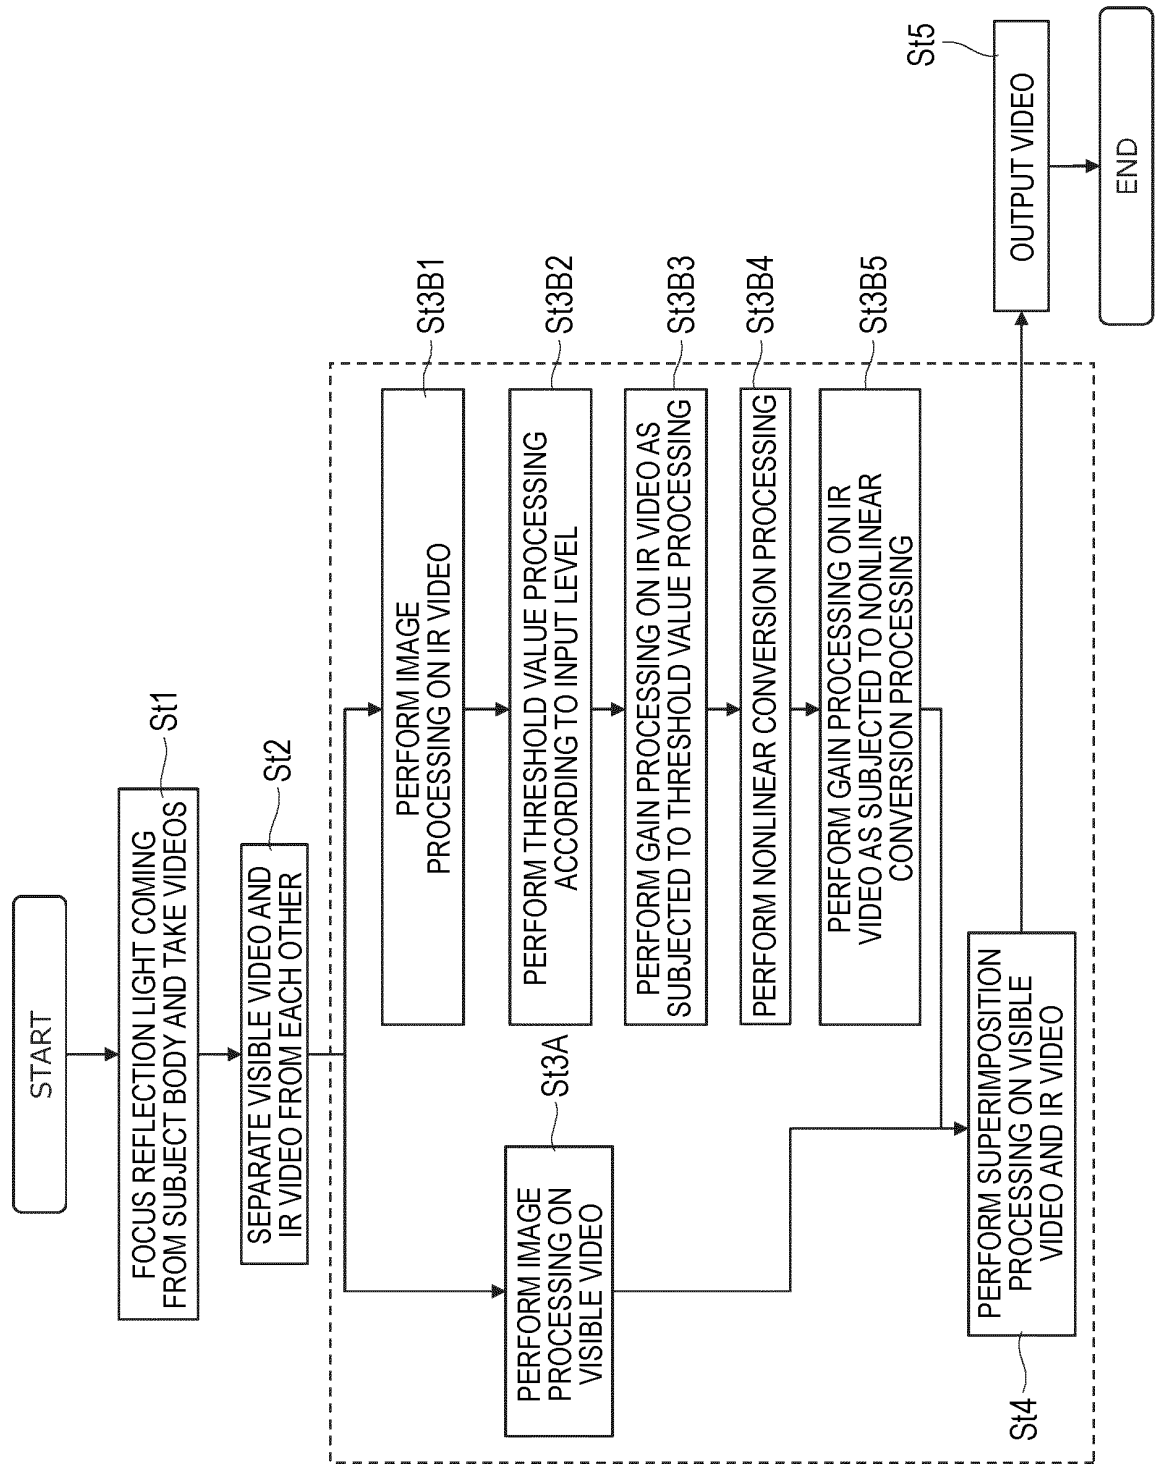 START
FOCUS REFLECTION LIGHT COMING
FROM SUBJECT BODY AND TAKE VIDEOS
St1
SEPARATE VISIBLE VIDEO AND
IR VIDEO FROM EACH OTHER
St2
PERFORM IMAGE
PROCESSING ON
VISIBLE VIDEO
St3A
PERFORM IMAGE
PROCESSING ON IR VIDEO
St3B1
PERFORM THRESHOLD VALUE PROCESSING
ACCORDING TO INPUT LEVEL
St3B2
PERFORM GAIN PROCESSING ON IR VIDEO AS
SUBJECTED TO THRESHOLD VALUE PROCESSING
St3B3
PERFORM NONLINEAR CONVERSION PROCESSING
St3B4
PERFORM GAIN PROCESSING ON IR
VIDEO AS SUBJECTED TO NONLINEAR
CONVERSION PROCESSING
St3B5
St4
PERFORM SUPERIMPOSITION
PROCESSING ON VISIBLE
VIDEO AND IR VIDEO
OUTPUT VIDEO
St5
END